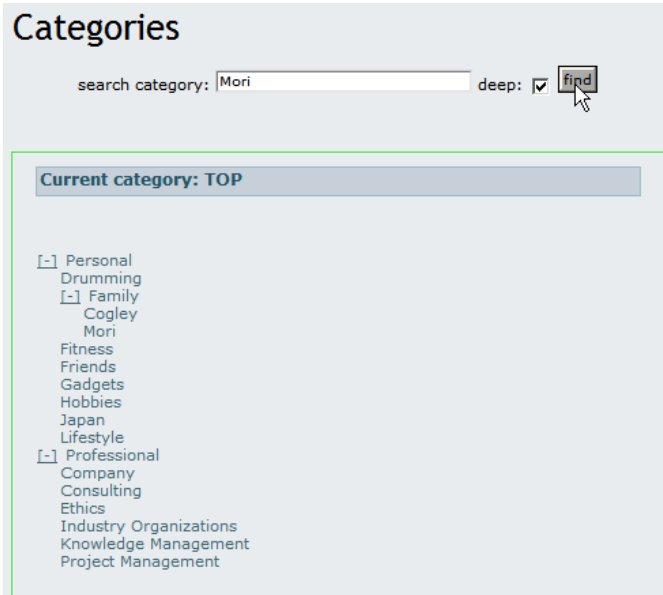 Categories
search category: Mori deep: find
Current category: TOP
[-] Personal
Drumming
[-] Family
Cogley
Mori
Fitness
Friends
Gadgets
Hobbies
Japan
Lifestyle
[-] Professional
Company
Consulting
Ethics
Industry Organizations
Knowledge Management
Project Management